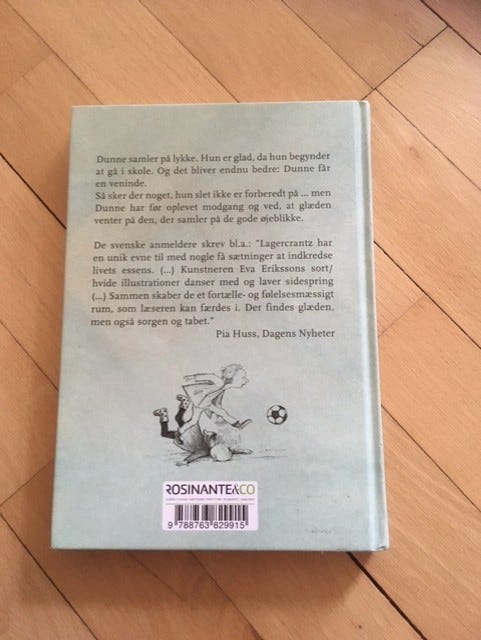 Dunne samler på lykke. Hun er glad, da hun begynder
at gå i skole. Og det bliver endnu bedre: Dunne får
en veninde.
Så sker der noget, hun slet ikke er forberedt på ... men
Dunne har før oplevet modgang og ved, at glæden
venter på den, der samler på de gode øjeblikke.
De svenske anmeldere skrev bl.a.: "Lagercrantz har
en unik evne til med nogle få sætninger at indkredse
livets essens. (...) Kunstneren Eva Erikssons sort/
hvide illustrationer danser med og laver sidespring
(...) Sammen skaber de et fortælle- og følelsesmæssigt
rum, som læseren kan færdes i. Der findes glæden,
men også sorgen og tabet."
Pia Huss, Dagens Nyheter
ROSINANTE&CO
9 788763 829915